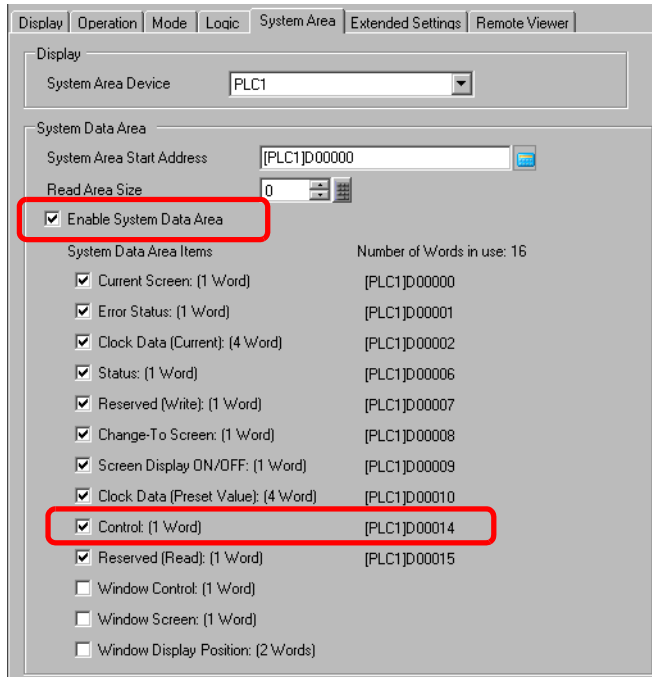 Display Operation Mode Logic System Area Extended Settings Remote Viewer
Display
System Area Device PLC1
System Data Area
System Area Start Address [PLC1]D00000
Read Area Size 0
Enable System Data Area
System Data Area Items Number of Words in use: 16
Current Screen: (1 Word) [PLC1]D00000
Error Status: (1 Word) [PLC1]D00001
Clock Data (Current): (4 Word) [PLC1]D00002
Status: (1 Word) [PLC1]D00006
Reserved (Write): (1 Word) [PLC1]D00007
Change-To Screen: (1 Word) [PLC1]D00008
Screen Display ON/OFF: (1 Word) [PLC1]D00009
Clock Data (Preset Value): (4 Word) [PLC1]D00010
Control: (1 Word) [PLC1]D00014
Reserved (Read): (1 Word) [PLC1]D00015
Window Control: (1 Word)
Window Screen: (1 Word)
Window Display Position: (2 Words)